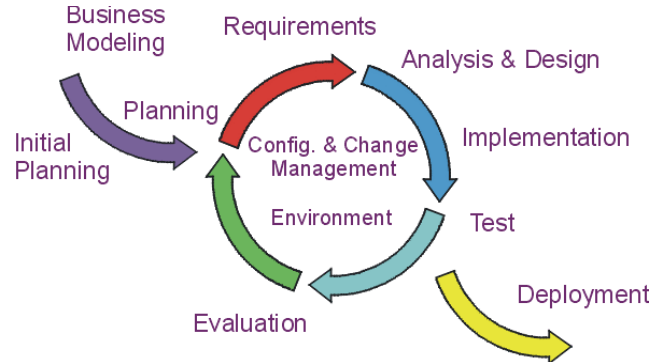 Business
Modeling
Requirements
Analysis & Design
Planning
Implementation
Initial
Planning
Config. & Change
Management
Environment
Test
Deployment
Evaluation